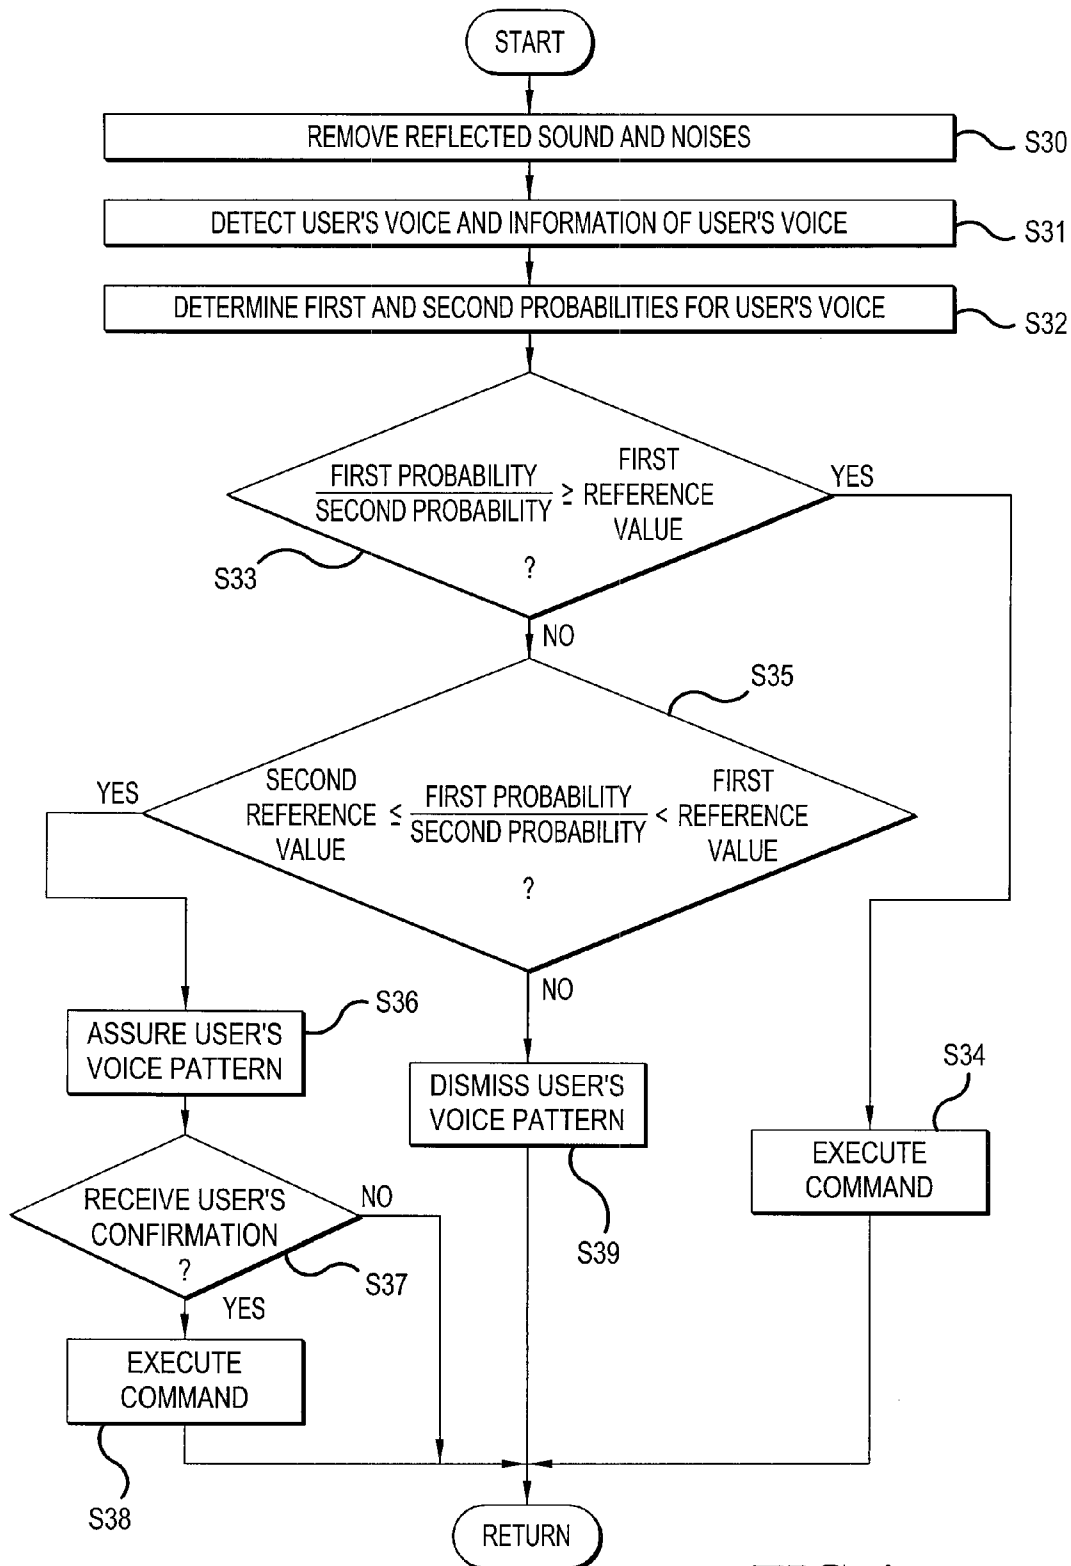 START
REMOVE REFLECTED SOUND AND NOISES
S30
DETECT USER'S VOICE AND INFORMATION OF USER'S VOICE
S31
DETERMINE FIRST AND SECOND PROBABILITIES FOR USER'S VOICE
S32
FIRST PROBABILITY
SECOND PROBABILITY
≥
FIRST
REFERENCE
VALUE
?
YES
S33
NO
S35
YES
SECOND
REFERENCE
VALUE
≤
FIRST PROBABILITY
SECOND PROBABILITY
<
FIRST
REFERENCE
VALUE
?
NO
S36
ASSURE USER'S
VOICE PATTERN
DISMISS USER'S
VOICE PATTERN
S39
S34
EXECUTE
COMMAND
RECEIVE USER'S
CONFIRMATION
?
NO
S37
YES
EXECUTE
COMMAND
S38
RETURN